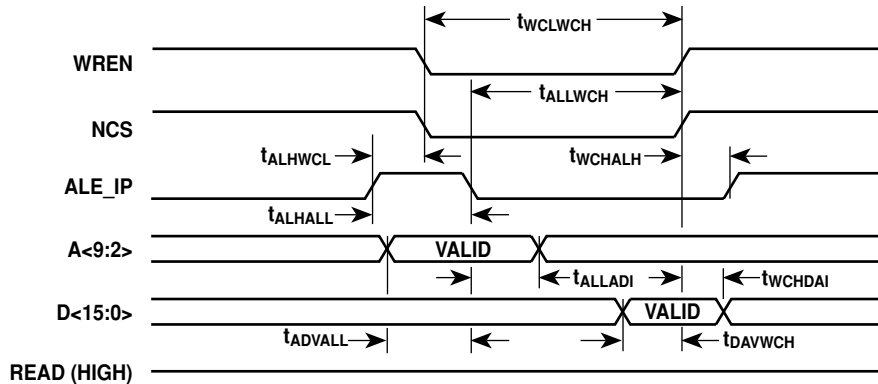 tWCLWCH
WREN
tALLWCH
NCS
tALHWCL
tWCHALH
ALE_IP
tALHALL
A<9:2>
VALID
tALLADI
tWCHDAI
D<15:0>
VALID
tADVALL
tDAVWCH
READ (HIGH)